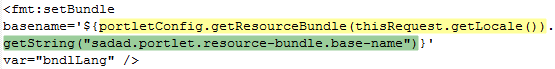 <fmt:setBundle
basename='${portletConfig.getResourceBundle(thisRequest.getLocale()).
getString("sadad.portlet.resource-bundle.base-name")}'
var="bndlLang" />